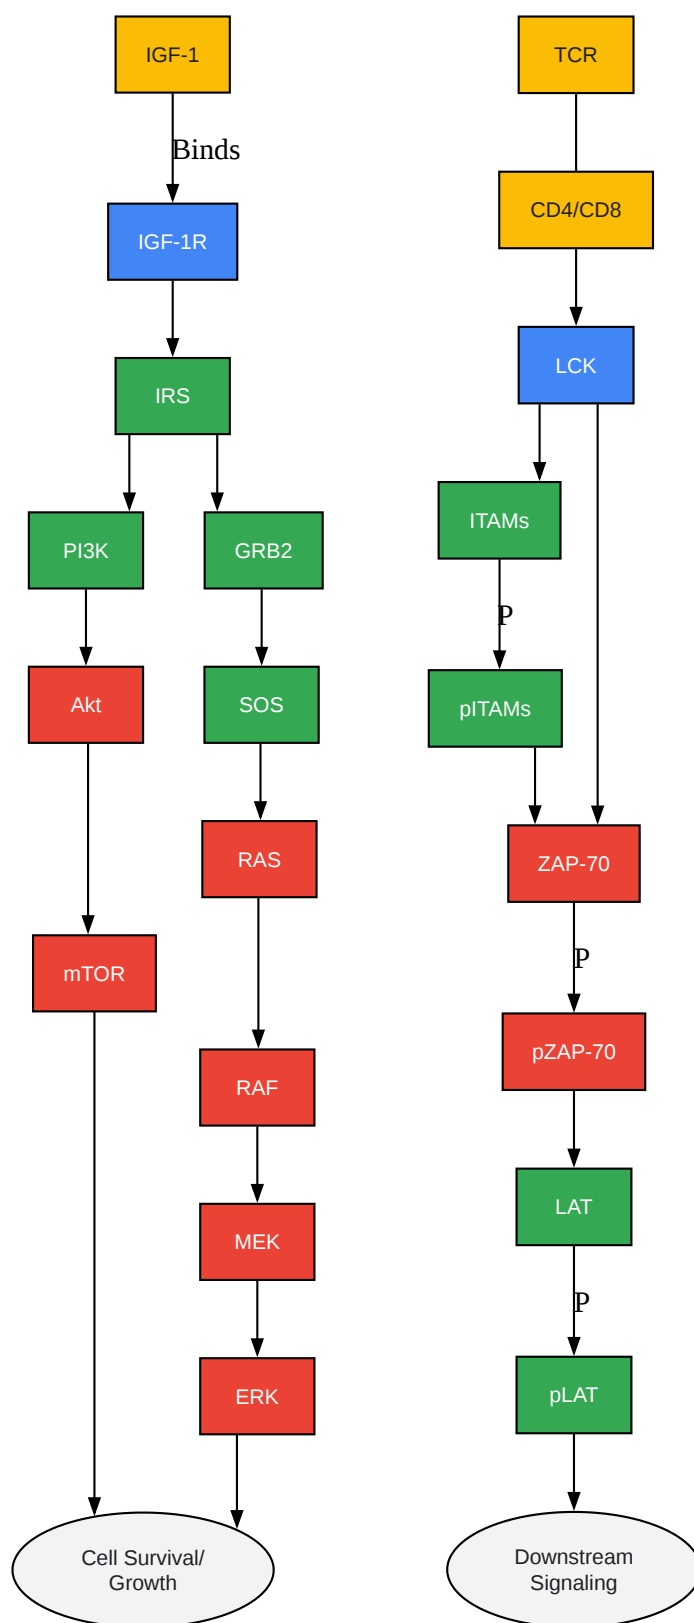 IGF-1
Binds
IGF-1R
IRS
PI3K
GRB2
Akt
SOS
RAS
mTOR
RAF
MEK
ERK
Cell Survival/
Growth
TCR
CD4/CD8
LCK
ITAMs
P
pITAMs
ZAP-70
P
pZAP-70
LAT
P
pLAT
Downstream
Signaling